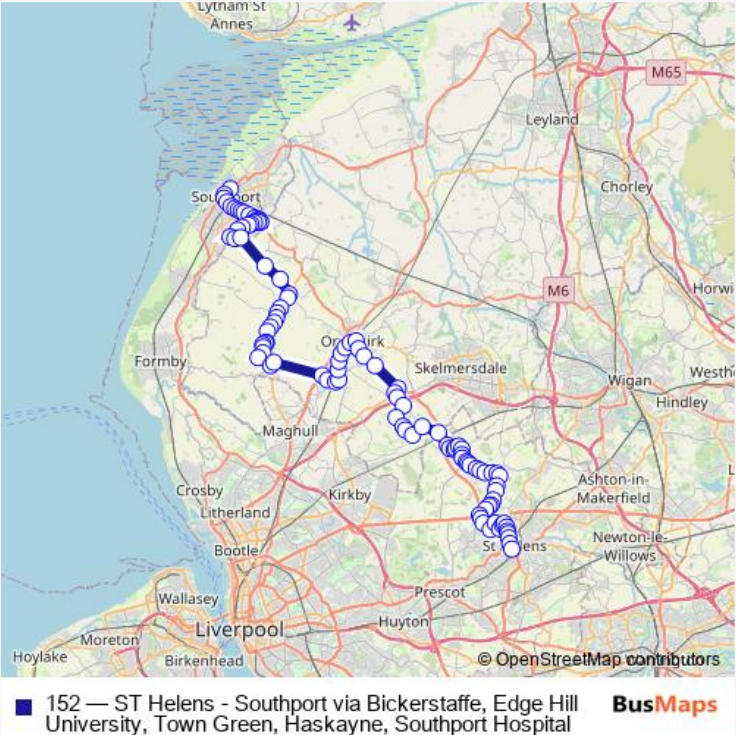 Lytham St
Annes
M65
Leyland
Southport
Chorley
M6
Horwi
Ormskirk
Formby
Skelmersdale
Wigan
Westh
Hindley
Maghull
Crosby
Kirkby
Ashton-in-
Makerfield
Litherland
Bootle
St Helens
Newton-le-
Willows
Prescot
Wallasey
Liverpool
Huyton
Moreton
Hoylake
Birkenhead
© OpenStreetMap contributors
152 — ST Helens - Southport via Bickerstaffe, Edge Hill
University, Town Green, Haskayne, Southport Hospital
BusMaps